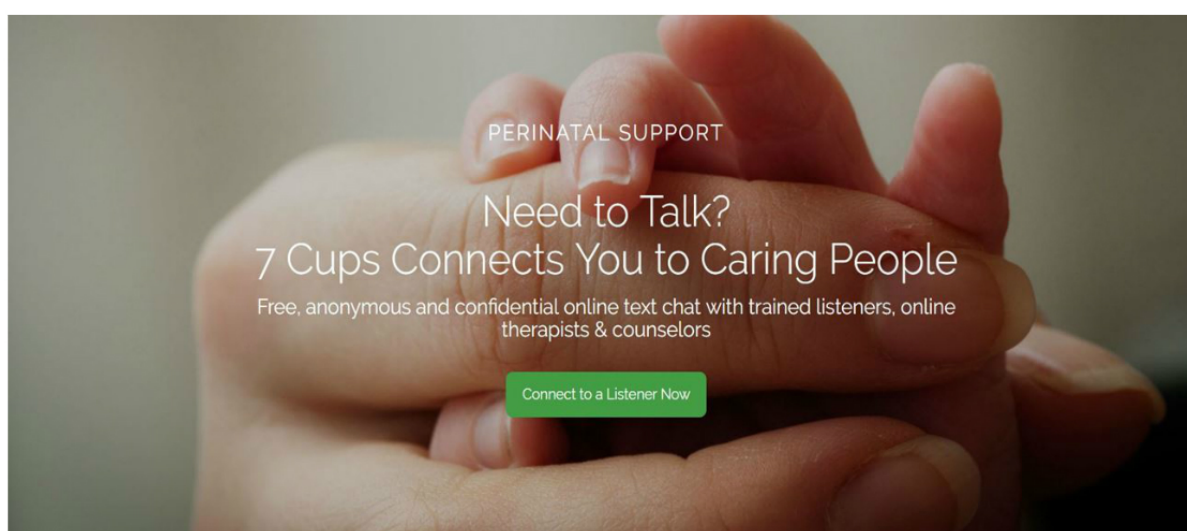 PERINATAL SUPPORT
Need to Talk?
7 Cups Connects You to Caring People
Free, anonymous and confidential online text chat with trained listeners, online
therapists & counselors
Connect to a Listener Now